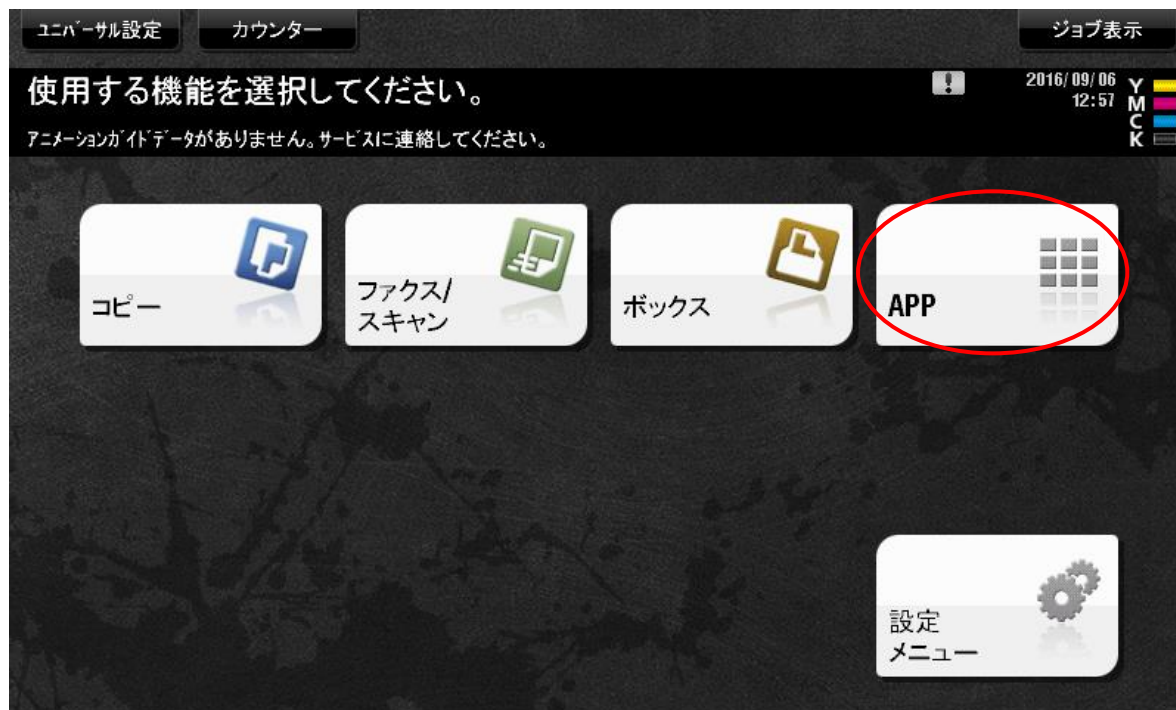 ユニバーサル設定
カウンター
ジョブ表示
使用する機能を選択してください。
2016/09/06
12:57
アニメーションガイドデータがありません。サービスに連絡してください。
Y
M
C
K
コピー
ファクス/
スキャン
ボックス
APP
設定
メニュー